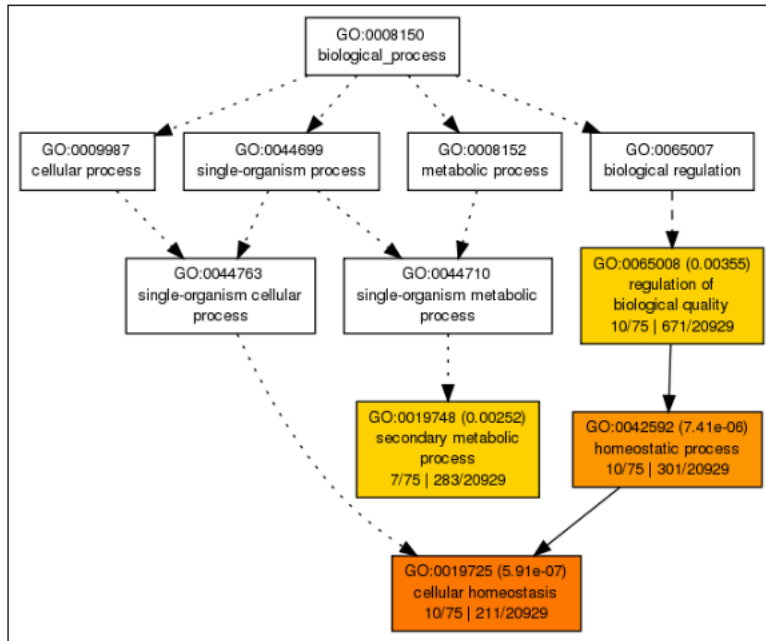 GO:0008150
biological_process
GO:0009987
cellular process
GO:0044699
single-organism process
GO:0008152
metabolic process
GO:0065007
biological regulation
GO:0044763
single-organism cellular
process
GO:0044710
single-organism metabolic
process
GO:0065008 (0.00355)
regulation of
biological quality
10/75 | 671/20929
GO:0019748 (0.00252)
secondary metabolic
process
7/75 | 283/20929
GO:0042592 (7.41e-06)
homeostatic process
10/75 | 301/20929
GO:0019725 (5.91e-07)
cellular homeostasis
10/75 | 211/20929